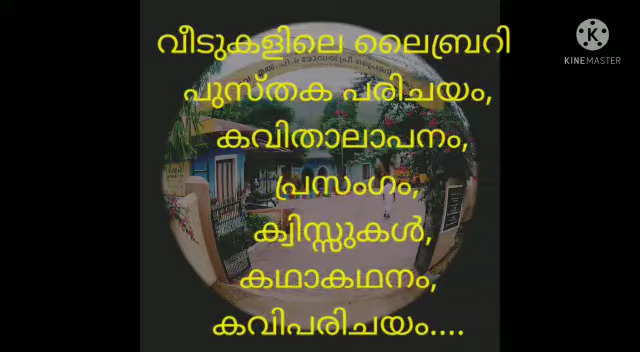 വീടുകളിലെ ലൈബ്രറി
പുസ്തക പരിചയം,
കവിതാലാപനം,
പ്രസംഗം,
ക്വിസ്സുകൾ,
കഥാകഥനം,
കവിപരിചയം....
KINEMASTER